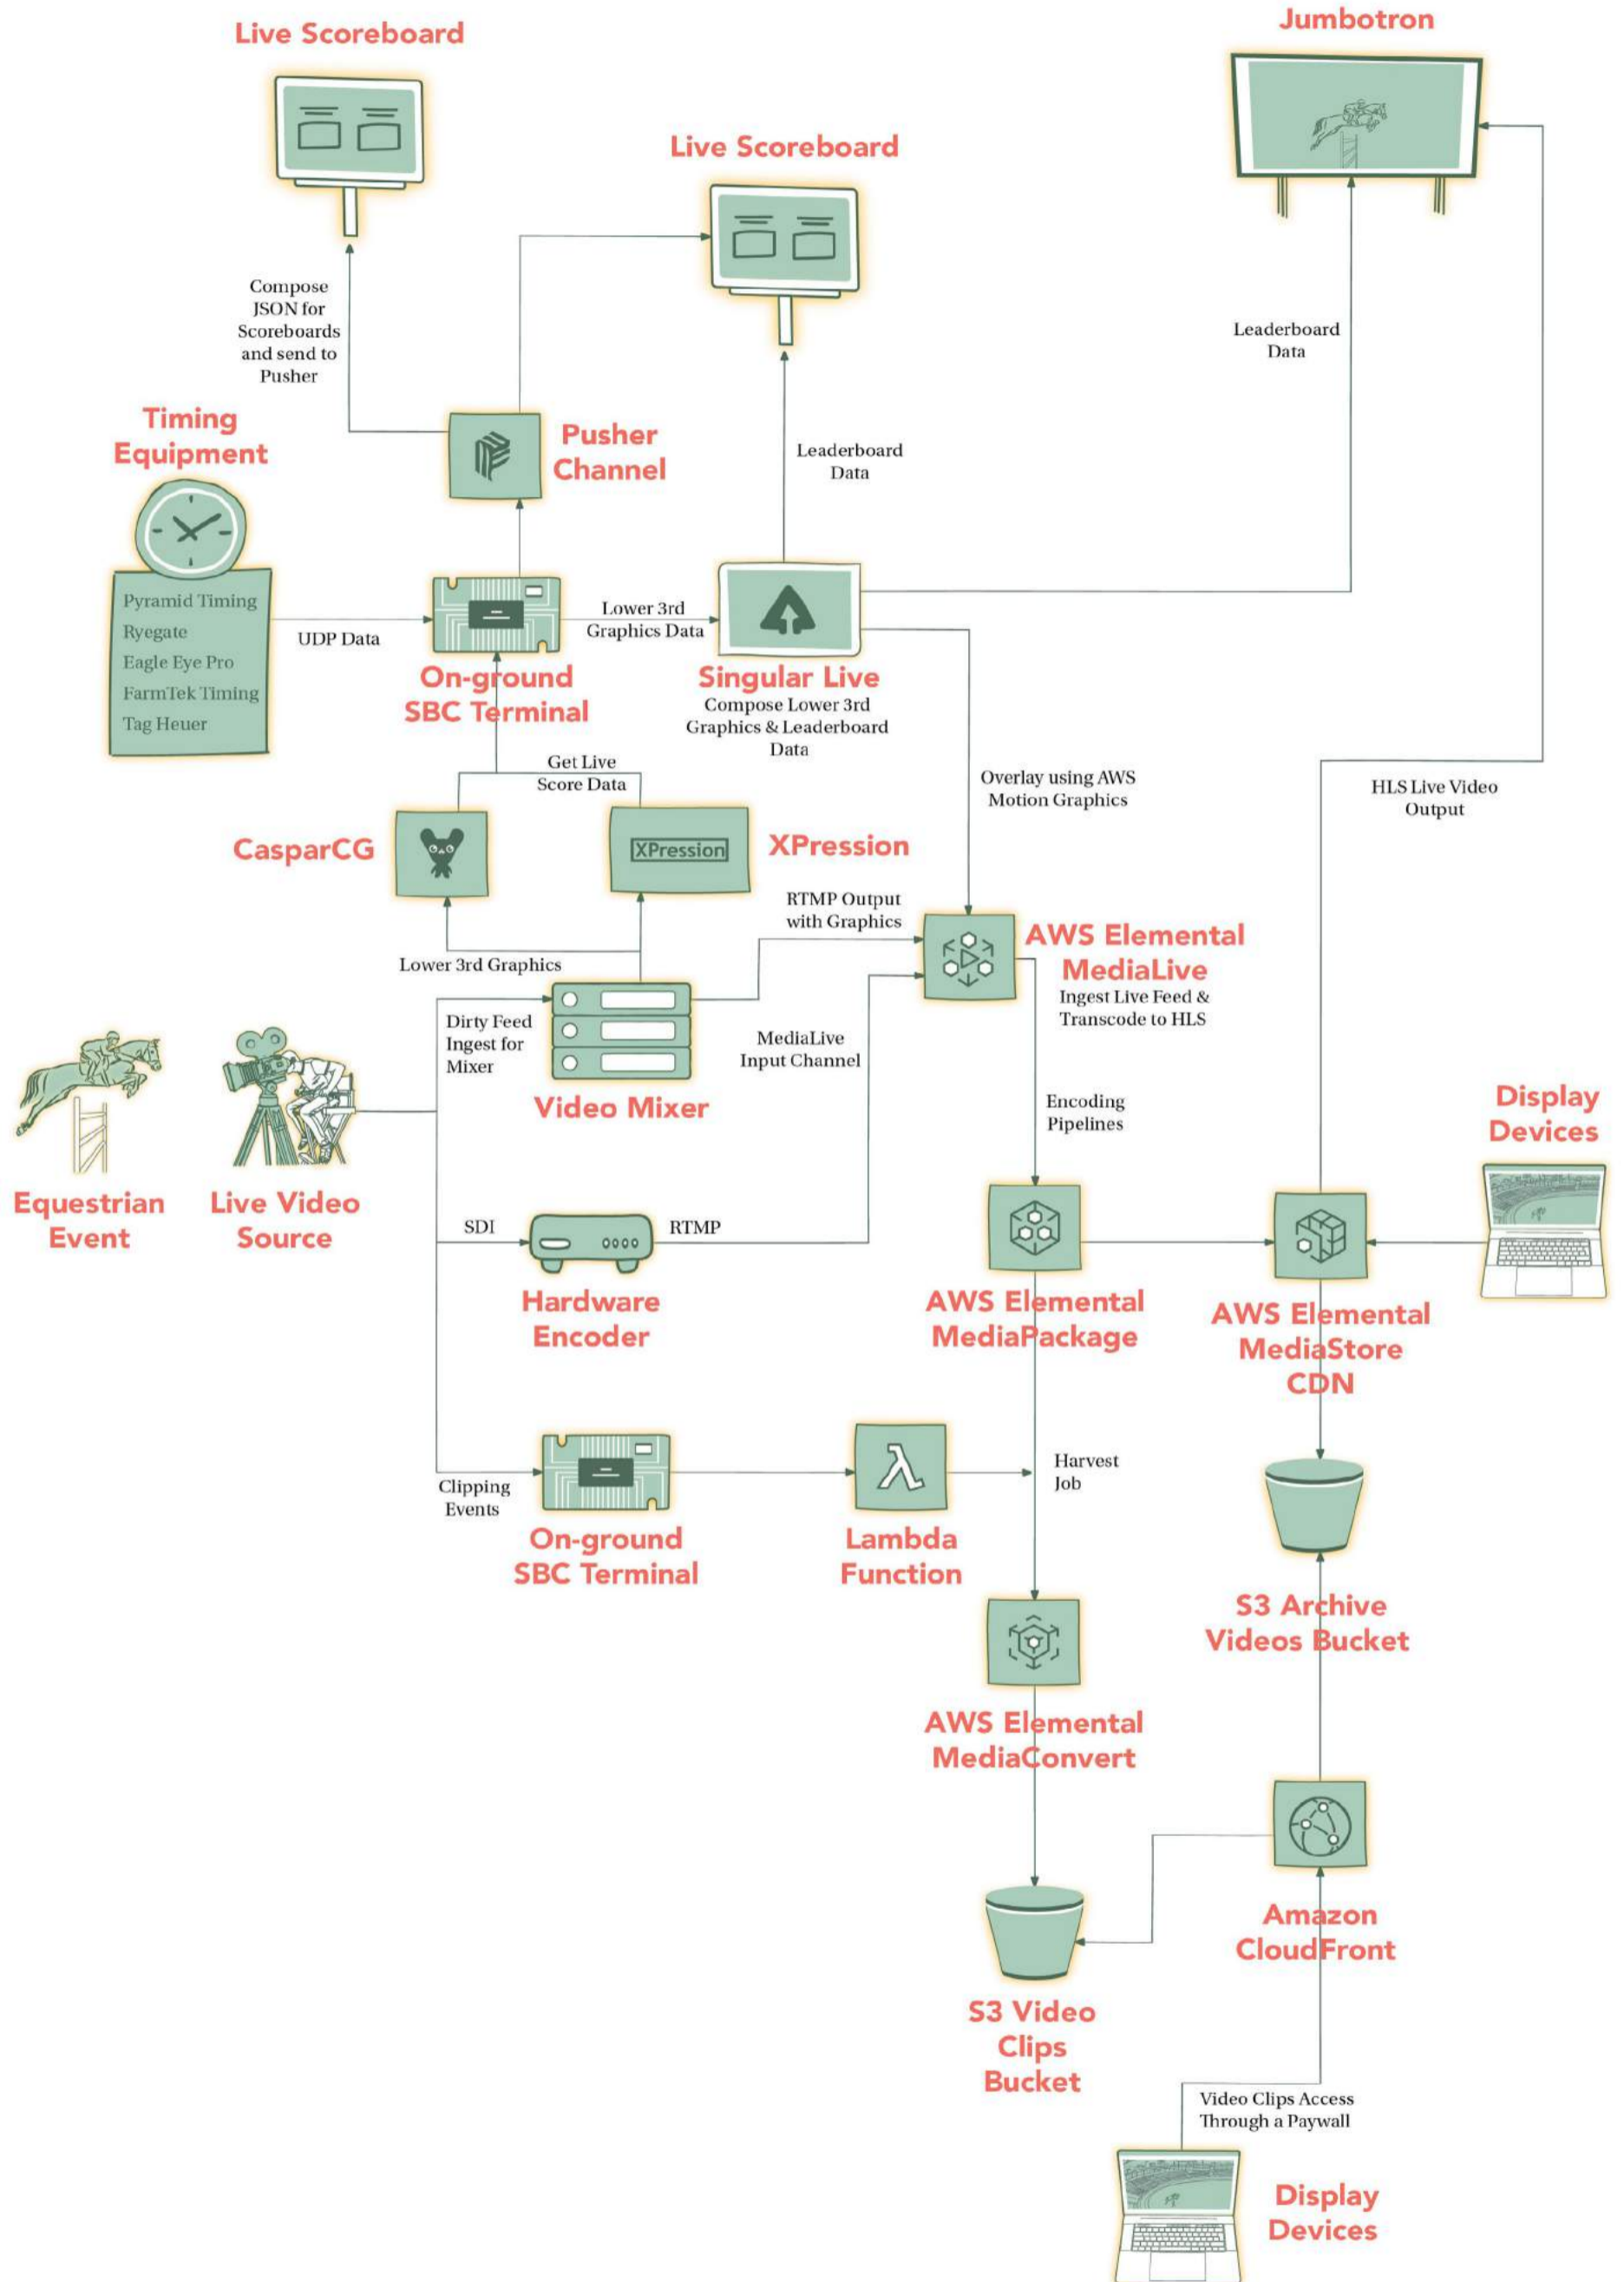 Live Scoreboard
Jumbotron
Live Scoreboard
Compose
JSON for
Scoreboards
and send to
Pusher
Leaderboard
Data
Timing
Equipment
Pusher
Channel
Leaderboard
Data
Pyramid Timing
Ryegate
Eagle Eye Pro
FarmTek Timing
Tag Heuer
UDP Data
Lower 3rd
Graphics Data
On-ground
SBC Terminal
Singular Live
Compose Lower 3rd
Graphics & Leaderboard
Data
Get Live
Score Data
Overlay using AWS
Motion Graphics
HLS Live Video
Output
CasparCG
XPression
XPression
RTMP Output
with Graphics
Lower 3rd Graphics
AWS Elemental
MediaLive
Ingest Live Feed &
Transcode to HLS
Dirty Feed
Ingest for
Mixer
MediaLive
Input Channel
Video Mixer
Encoding
Pipelines
Display
Devices
Equestrian
Event
Live Video
Source
SDI
RTMP
Hardware
Encoder
AWS Elemental
MediaPackage
AWS Elemental
MediaStore
CDN
Clipping
Events
Harvest
Job
On-ground
SBC Terminal
Lambda
Function
S3 Archive
Videos Bucket
AWS Elemental
MediaConvert
Amazon
CloudFront
S3 Video
Clips
Bucket
Video Clips Access
Through a Paywall
Display
Devices